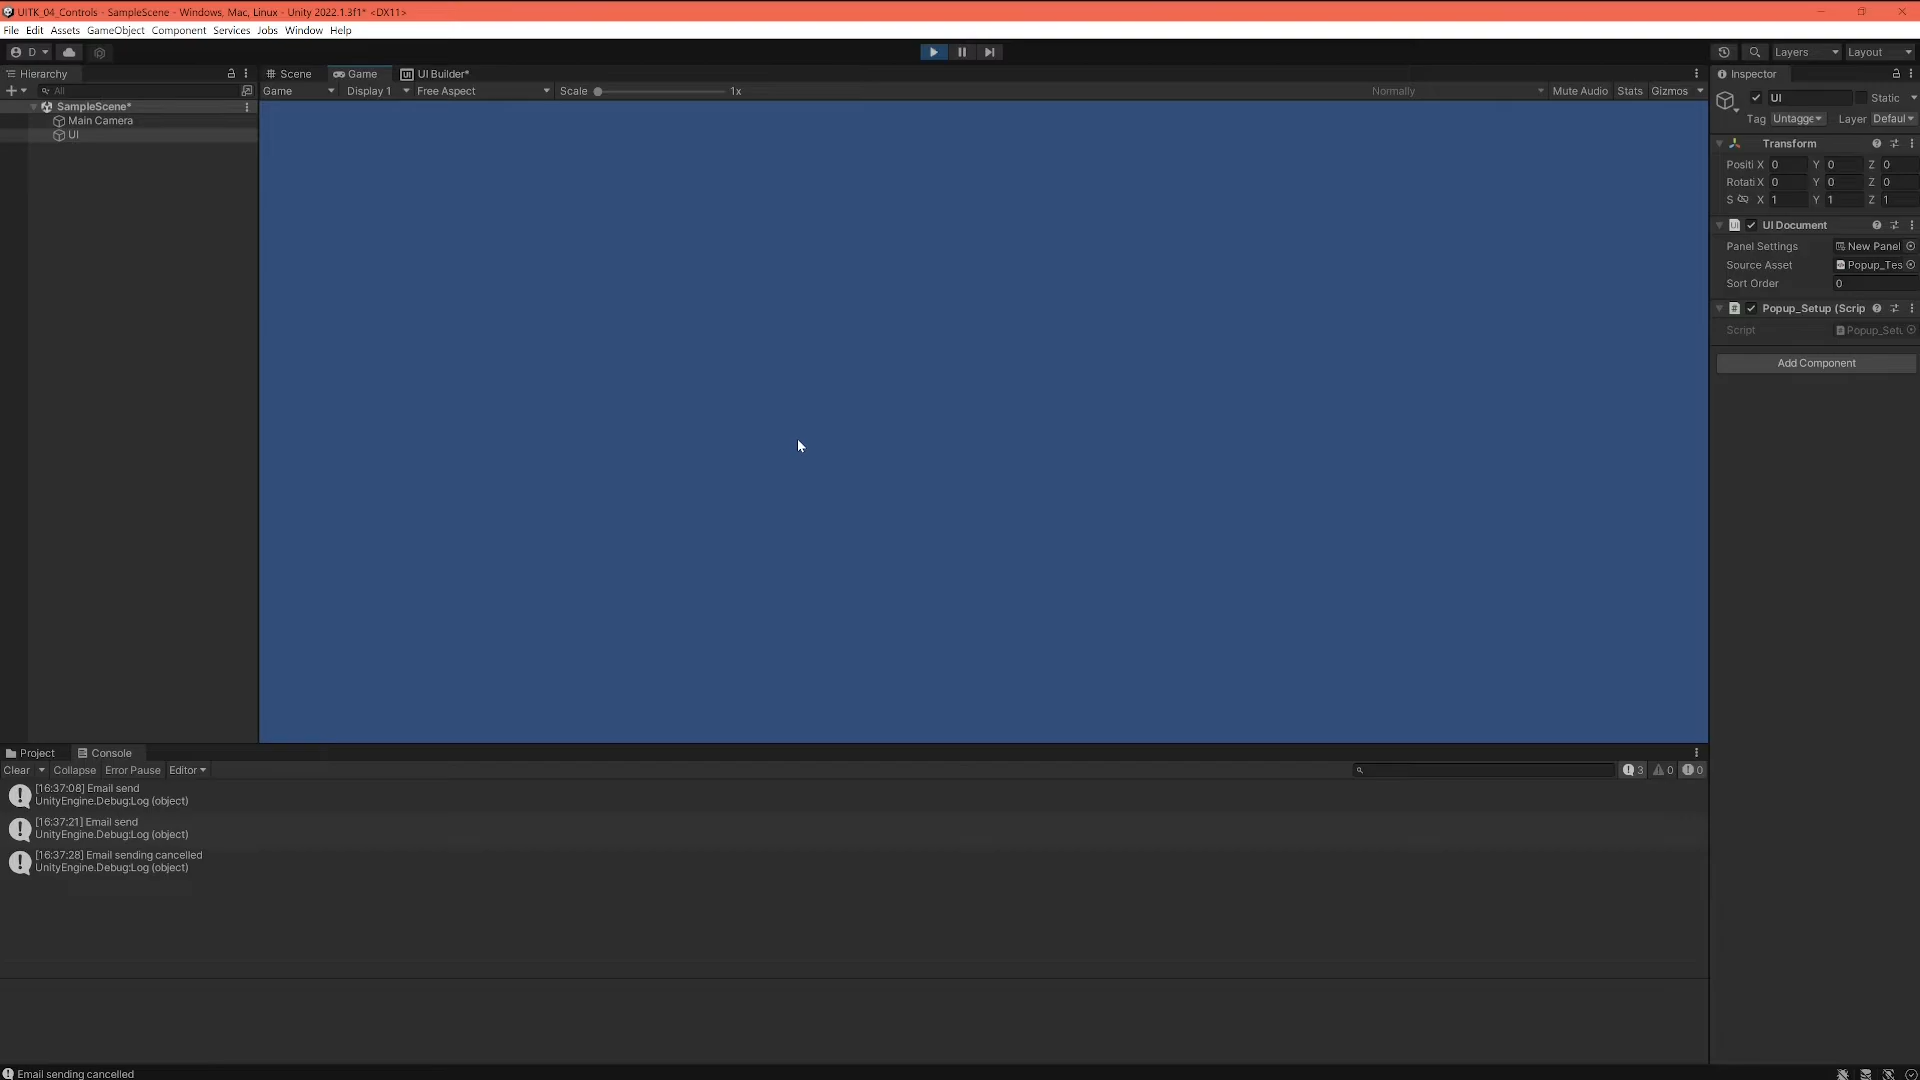 UITK_04_Controls - SampleScene - Windows, Mac, Linux - Unity 2022.1.3f1* <DX11>
File Edit Assets GameObject Component Services Jobs Window Help
D Layers Layout
Hierarchy Scene Game UI Builder* Inspector
All Game Display 1 Free Aspect Scale 1x Normally Mute Audio Stats Gizmos
UI Static
SampleScene*
Main Camera
UI
Tag Untagge Layer Defaul
Transform
Positi X 0 Y 0 Z 0
Rotati X 0 Y 0 Z 0
S X 1 Y 1 Z 1
UI Document
Panel Settings New Panel
Source Asset Popup_Tes
Sort Order 0
Popup_Setup (Scrip
Script Popup_Setu
Add Component
Project Console
Clear Collapse Error Pause Editor 3 0 0
[16:37:08] Email send
UnityEngine.Debug:Log (object)
[16:37:21] Email send
UnityEngine.Debug:Log (object)
[16:37:28] Email sending cancelled
UnityEngine.Debug:Log (object)
Email sending cancelled